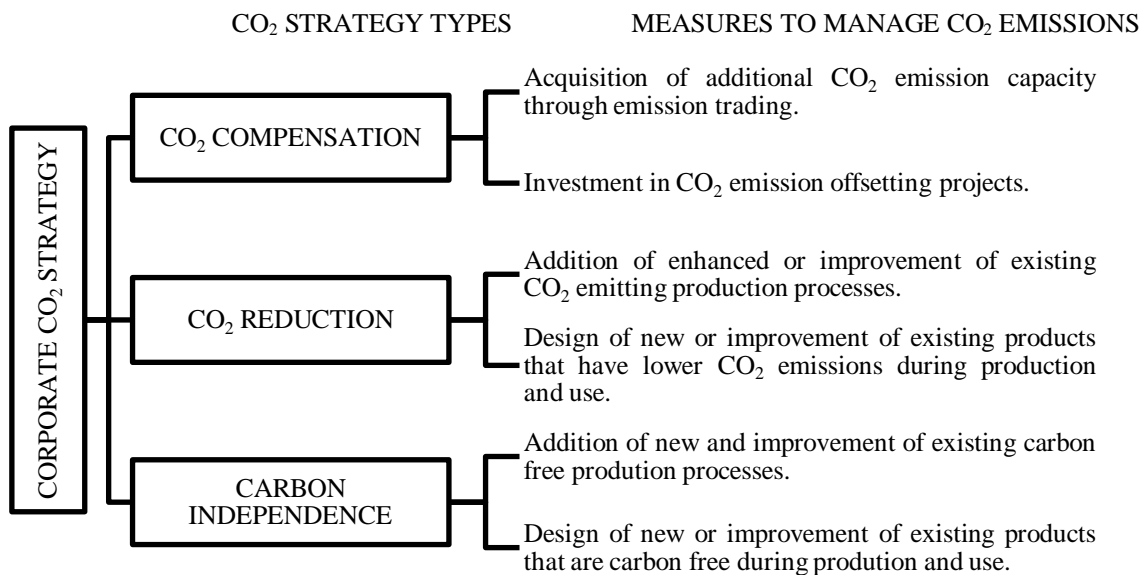 CO₂ STRATEGY TYPES
MEASURES TO MANAGE CO₂ EMISSIONS
CORPORATE CO₂ STRATEGY
CO₂ COMPENSATION
Acquisition of additional CO₂ emission capacity
through emission trading.
Investment in CO₂ emission offsetting projects.
CO₂ REDUCTION
Addition of enhanced or improvement of existing
CO₂ emitting production processes.
Design of new or improvement of existing products
that have lower CO₂ emissions during production
and use.
CARBON
INDEPENDENCE
Addition of new and improvement of existing carbon
free prodution processes.
Design of new or improvement of existing products
that are carbon free during prodution and use.